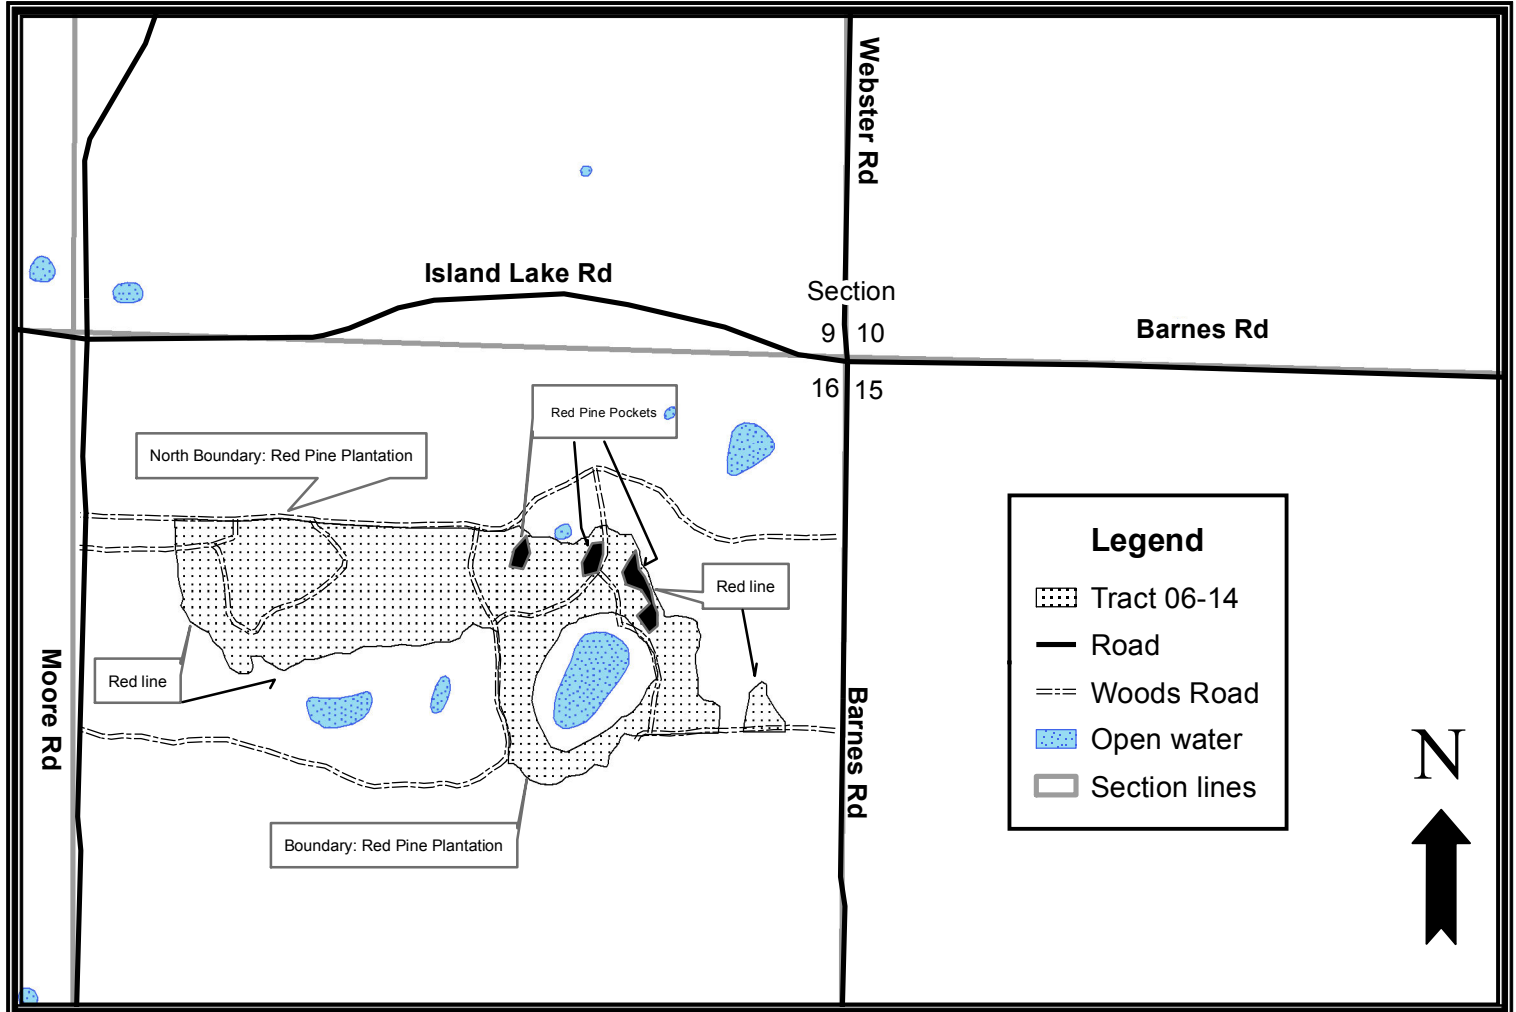 Webster Rd
Island Lake Rd
Section
9 10
Barnes Rd
16 15
Red Pine Pockets
North Boundary: Red Pine Plantation
Red line
Red line
Moore Rd
Barnes Rd
Boundary: Red Pine Plantation
Legend
Tract 06-14
Road
Woods Road
Open water
Section lines
N